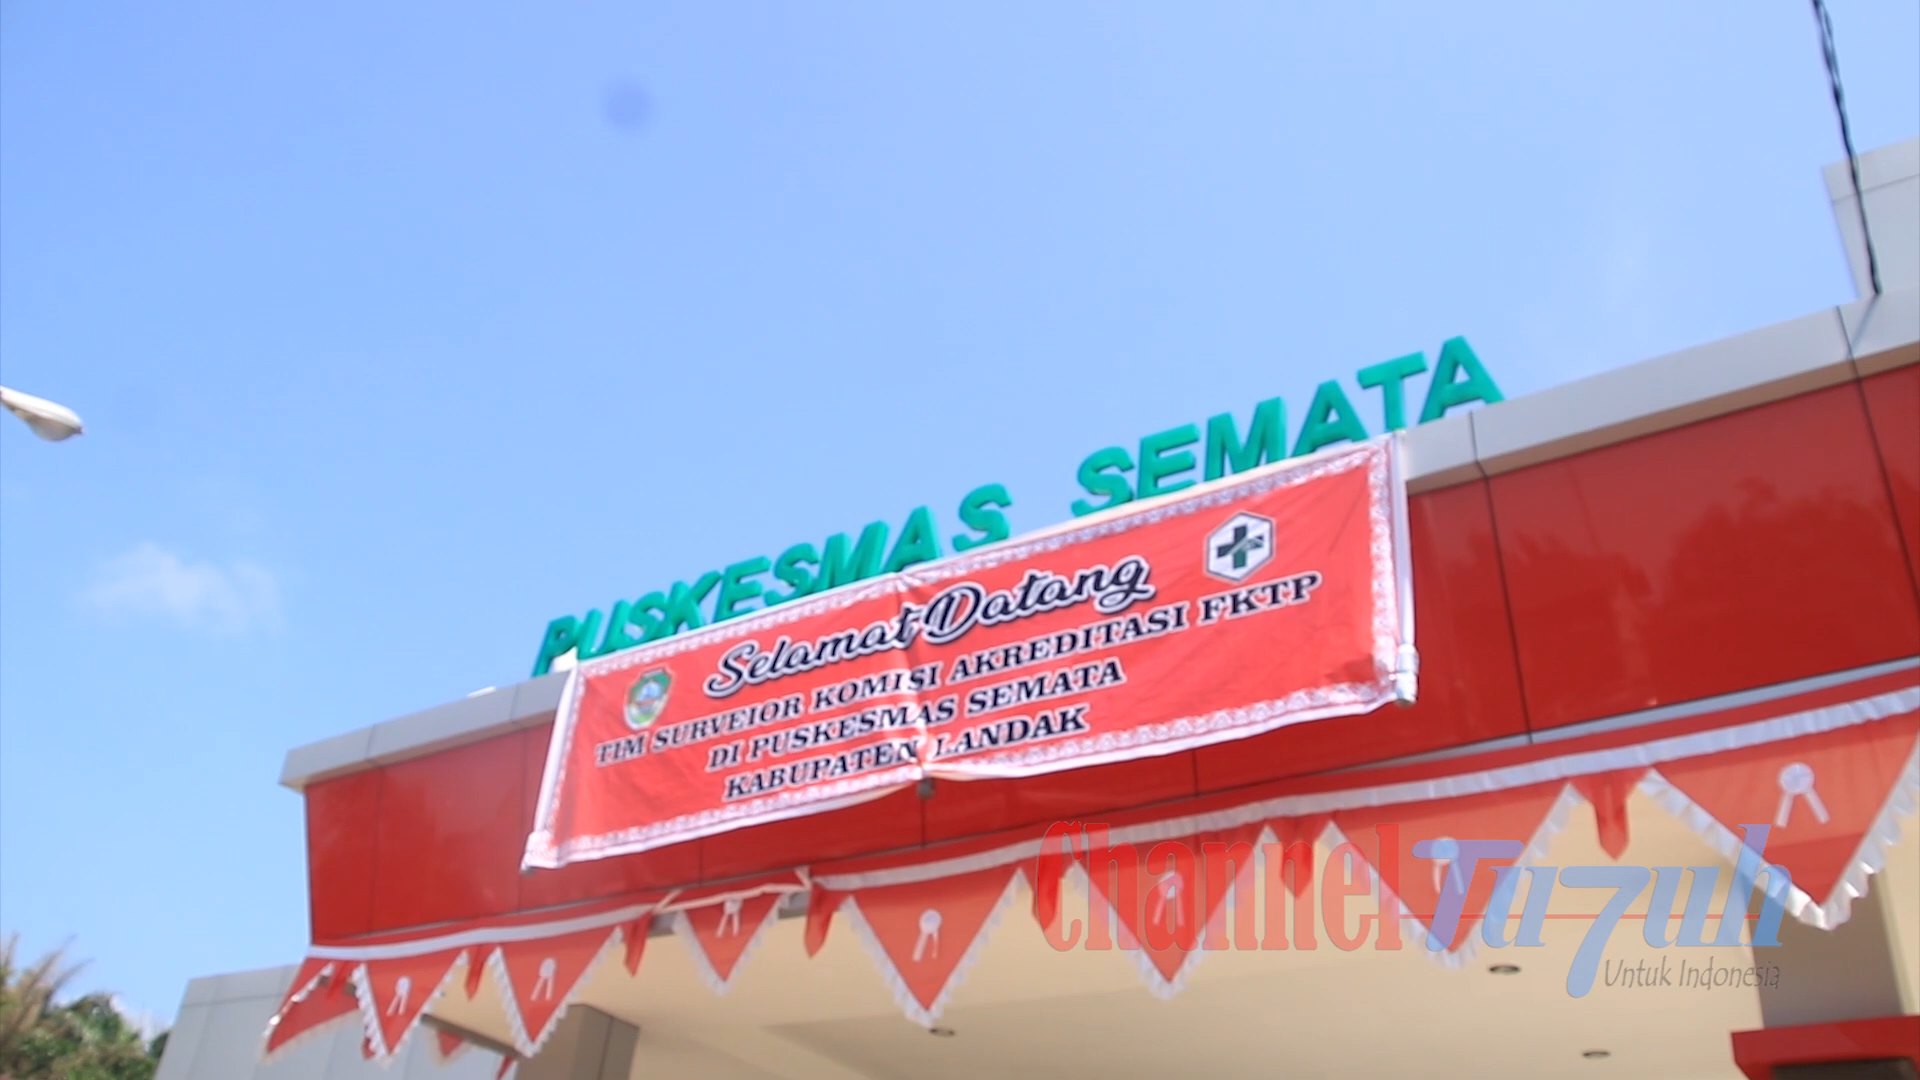 PUSKESMAS SEMATA
Selamat Datang
TIM SURVEIOR KOMISI AKREDITASI FKTP
DI PUSKESMAS SEMATA
KABUPATEN LANDAK
Channel Tu7uh
Untuk Indonesia